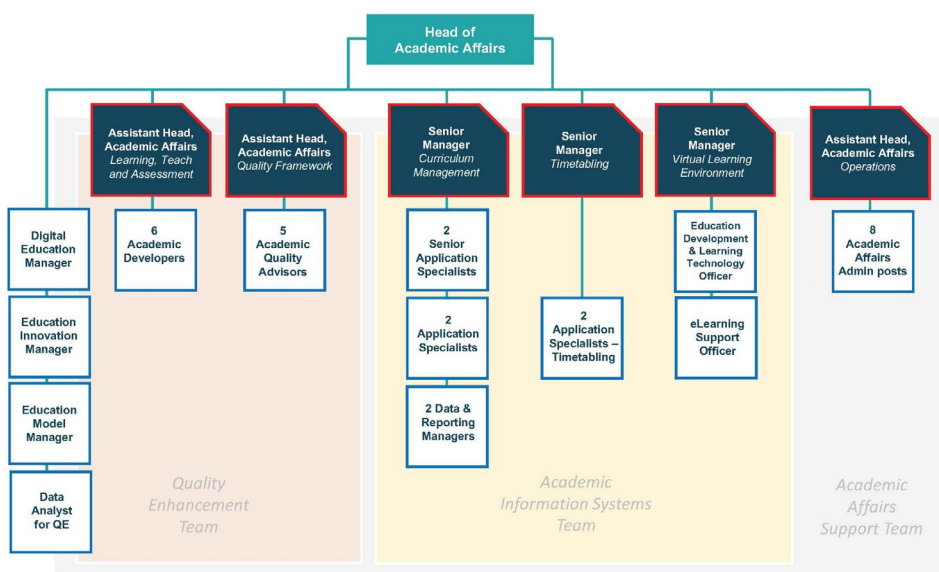 Head of
Academic Affairs
Assistant Head,
Academic Affairs
Learning, Teach
and Assessment
Assistant Head,
Academic Affairs
Quality Framework
Senior
Manager
Curriculum
Management
Senior
Manager
Timetabling
Senior
Manager
Virtual Learning
Environment
Assistant Head,
Academic Affairs
Operations
Digital
Education
Manager
6
Academic
Developers
5
Academic
Quality
Advisors
2
Senior
Application
Specialists
Education
Development
& Learning
Technology
Officer
8
Academic
Affairs
Admin posts
Education
Innovation
Manager
2
Application
Specialists
2
Application
Specialists –
Timetabling
eLearning
Support
Officer
Education
Model
Manager
2 Data &
Reporting
Managers
Data
Analyst
for QE
Quality
Enhancement
Team
Academic
Information Systems
Team
Academic
Affairs
Support Team